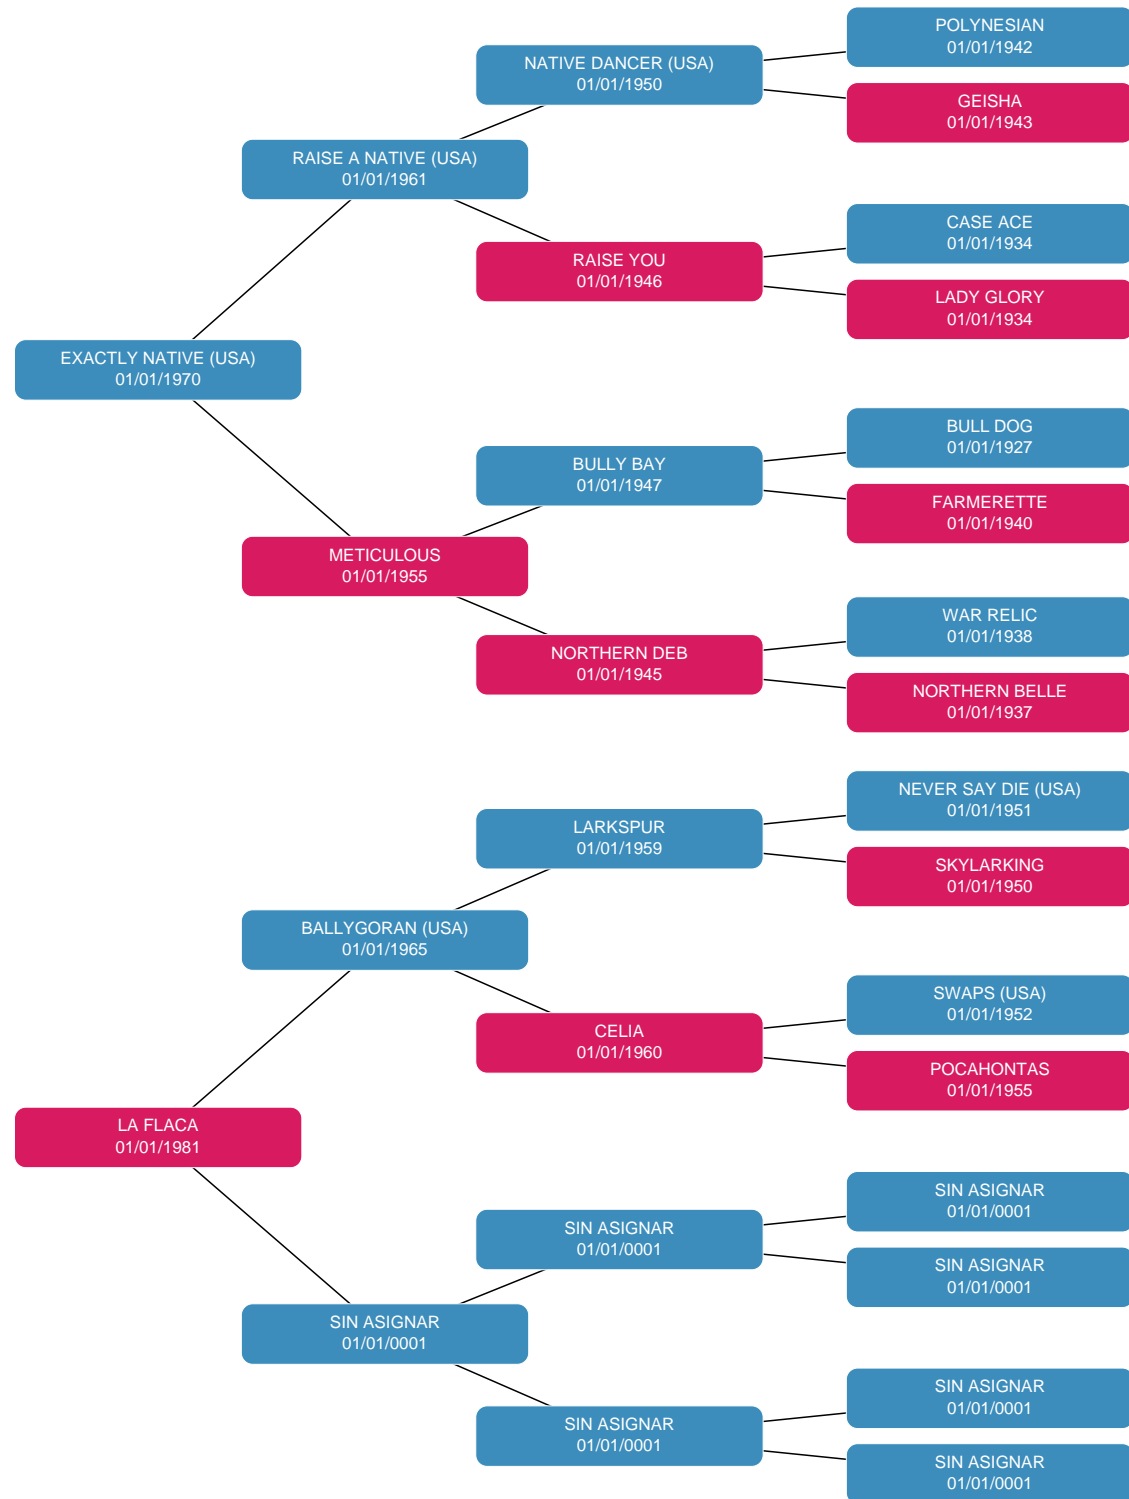 POLYNESIAN
01/01/1942
NATIVE DANCER (USA)
01/01/1950
GEISHA
01/01/1943
RAISE A NATIVE (USA)
01/01/1961
CASE ACE
01/01/1934
RAISE YOU
01/01/1946
LADY GLORY
01/01/1934
EXACTLY NATIVE (USA)
01/01/1970
BULL DOG
01/01/1927
BULLY BAY
01/01/1947
FARMERETTE
01/01/1940
METICULOUS
01/01/1955
WAR RELIC
01/01/1938
NORTHERN DEB
01/01/1945
NORTHERN BELLE
01/01/1937
NEVER SAY DIE (USA)
01/01/1951
LARKSPUR
01/01/1959
SKYLARKING
01/01/1950
BALLYGORAN (USA)
01/01/1965
SWAPS (USA)
01/01/1952
CELIA
01/01/1960
POCAHONTAS
01/01/1955
LA FLACA
01/01/1981
SIN ASIGNAR
01/01/0001
SIN ASIGNAR
01/01/0001
SIN ASIGNAR
01/01/0001
SIN ASIGNAR
01/01/0001
SIN ASIGNAR
01/01/0001
SIN ASIGNAR
01/01/0001
SIN ASIGNAR
01/01/0001